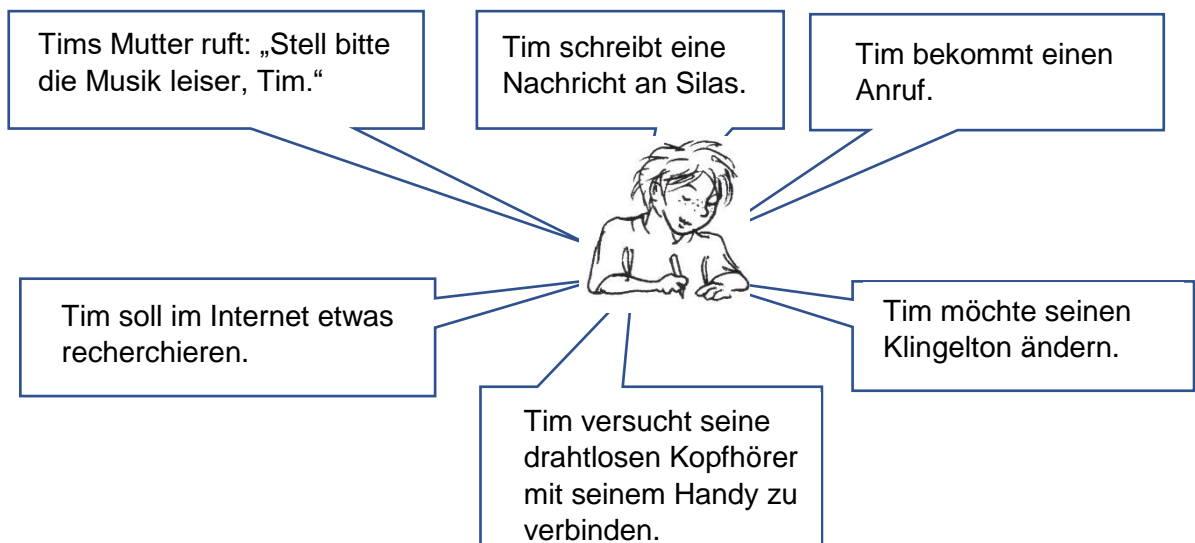 Tims Mutter ruft: „Stell bitte
die Musik leiser, Tim.“
Tim schreibt eine
Nachricht an Silas.
Tim bekommt einen
Anruf.
Tim soll im Internet etwas
recherchieren.
Tim möchte seinen
Klingelton ändern.
Tim versucht seine
drahtlosen Kopfhörer
mit seinem Handy zu
verbinden.